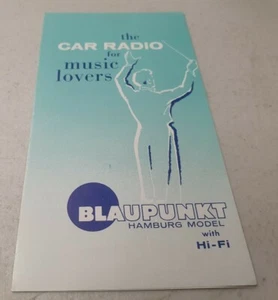 the
CAR RADIO
for
music
lovers
BLAUPUNKT
HAMBURG MODEL
with
Hi-Fi